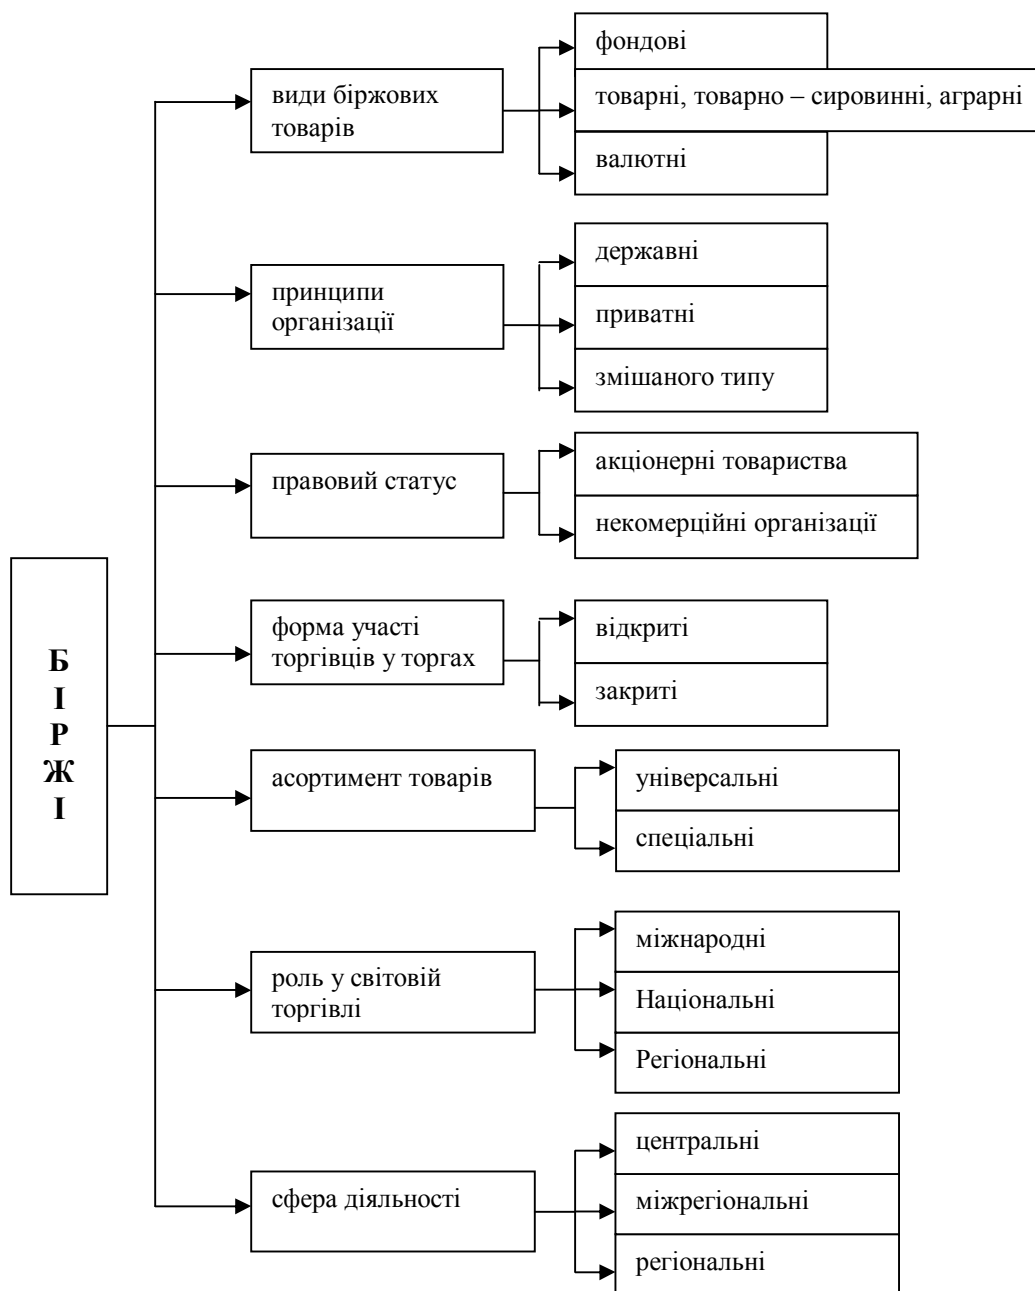 фондові
види біржових
товарів
товарні, товарно – сировинні, аграрні
валютні
державні
принципи
організації
приватні
змішаного типу
правовий статус
акціонерні товариства
некомерційні організації
форма участі
торгівців у торгах
відкриті
закриті
Б
І
Р
Ж
І
асортимент товарів
універсальні
спеціальні
міжнародні
роль у світовій
торгівлі
Національні
Регіональні
центральні
сфера діяльності
міжрегіональні
регіональні